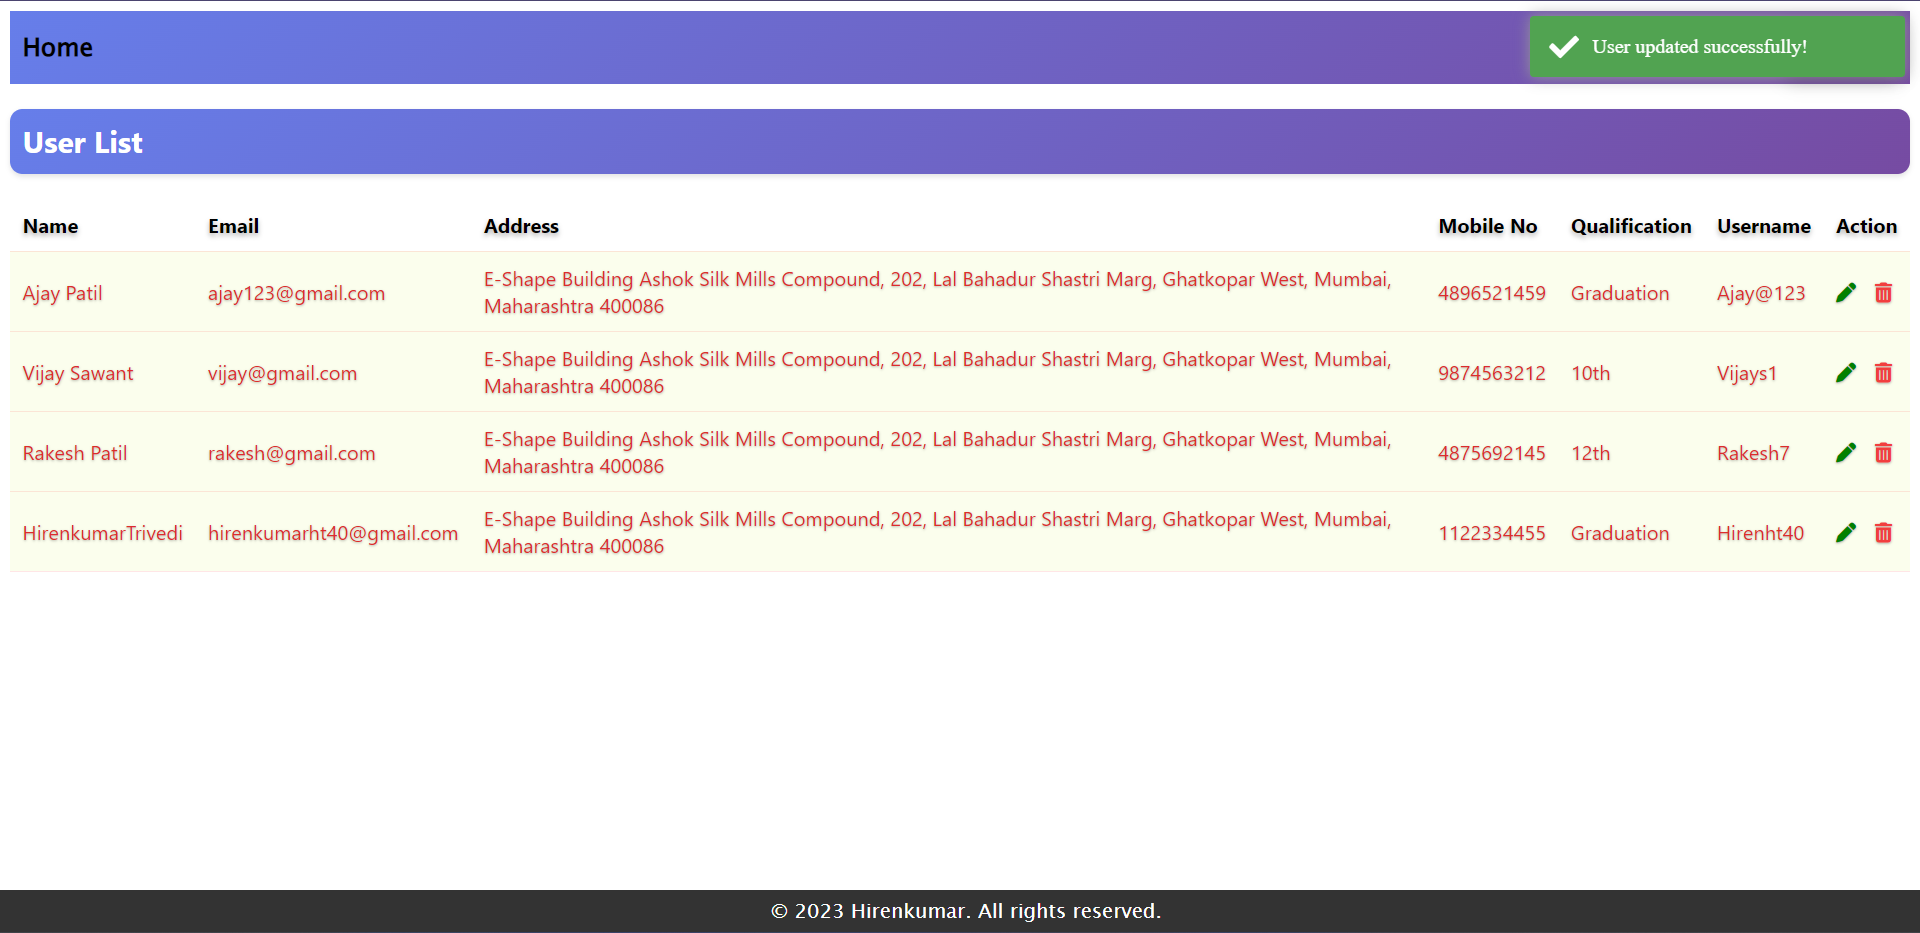 Home
User updated successfully!
User List
Name Email Address Mobile No Qualification Username Action
Ajay Patil ajay123@gmail.com E-Shape Building Ashok Silk Mills Compound, 202, Lal Bahadur Shastri Marg, Ghatkopar West, Mumbai, 4896521459 Graduation Ajay@123
Maharashtra 400086
Vijay Sawant vijay@gmail.com E-Shape Building Ashok Silk Mills Compound, 202, Lal Bahadur Shastri Marg, Ghatkopar West, Mumbai, 9874563212 10th Vijays1
Maharashtra 400086
Rakesh Patil rakesh@gmail.com E-Shape Building Ashok Silk Mills Compound, 202, Lal Bahadur Shastri Marg, Ghatkopar West, Mumbai, 4875692145 12th Rakesh7
Maharashtra 400086
HirenkumarTrivedi hirenkumarht40@gmail.com E-Shape Building Ashok Silk Mills Compound, 202, Lal Bahadur Shastri Marg, Ghatkopar West, Mumbai, 1122334455 Graduation Hirenht40
Maharashtra 400086
© 2023 Hirenkumar. All rights reserved.